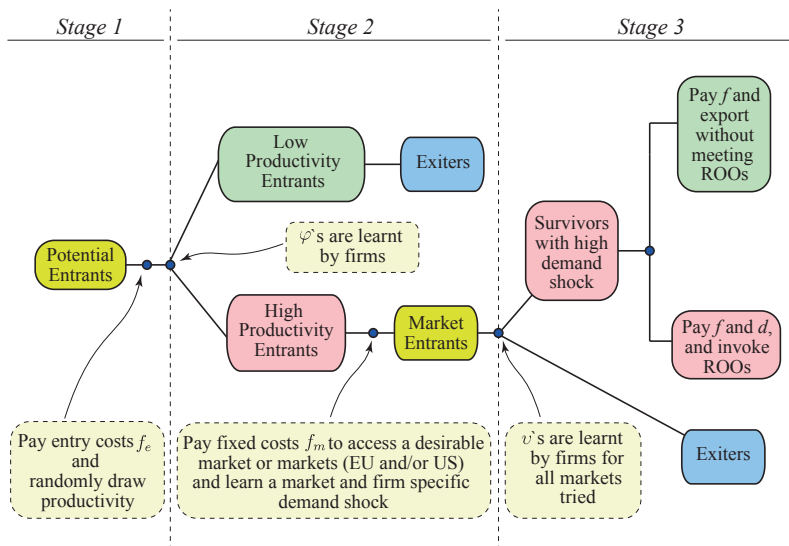 Stage 1
Stage 2
Stage 3
Potential
Entrants
Pay entry costs f_e
and
randomly draw
productivity
Low
Productivity
Entrants
Exiters
φ`s are learnt
by firms
High
Productivity
Entrants
Market
Entrants
Pay fixed costs f_m to access a desirable
market or markets (EU and/or US)
and learn a market and firm specific
demand shock
Survivors
with high
demand
shock
Pay f and
export
without
meeting
ROOs
Pay f and d,
and invoke
ROOs
υ`s are learnt
by firms for
all markets
tried
Exiters